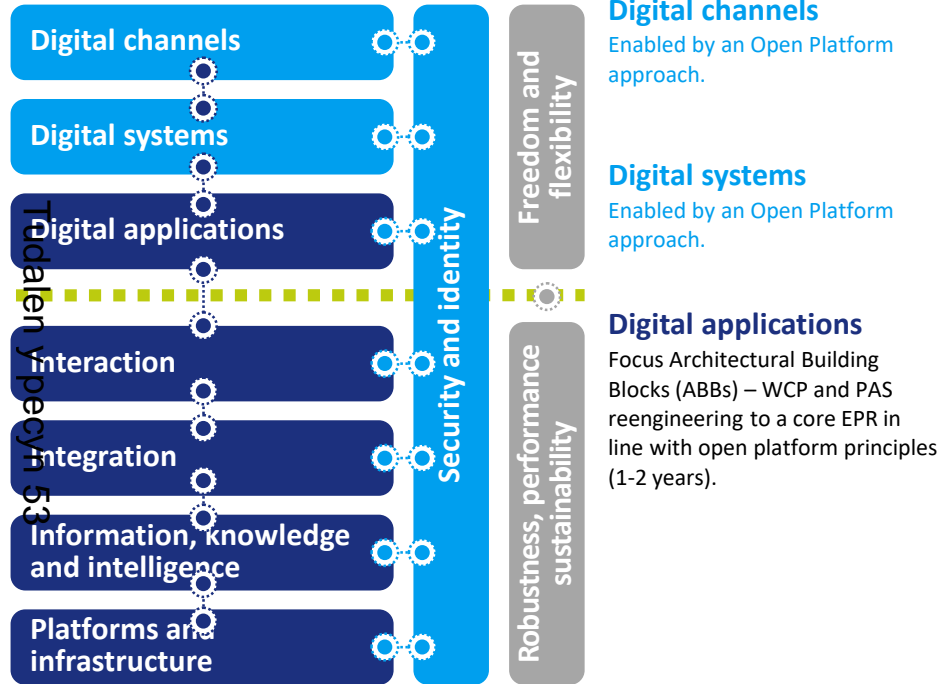 Digital channels
Digital systems
Digital applications
Interaction
Integration
Information, knowledge
and intelligence
Platforms and
infrastructure
Tudalen y pecyn 53
Security and identity
Freedom and
flexibility
Robustness, performance
sustainability
Digital channels
Enabled by an Open Platform
approach.
Digital systems
Enabled by an Open Platform
approach.
Digital applications
Focus Architectural Building
Blocks (ABBs) – WCP and PAS
reengineering to a core EPR in
line with open platform principles
(1-2 years).